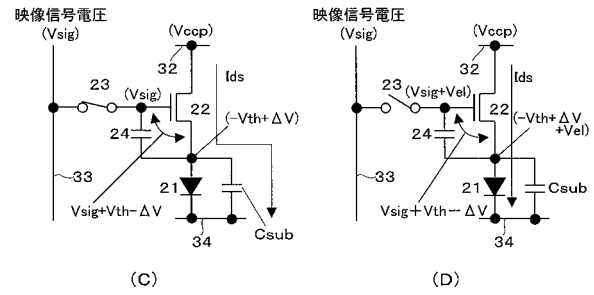 映像信号電圧
(Vsig)
(Vccp)
32
Ids
23
(Vsig)
22
24
(-Vth+ΔV)
33
21
Vsig+Vth-ΔV
Csub
34
(C)
映像信号電圧
(Vsig)
(Vccp)
32
Ids
23
(Vsig+Vel)
22
24
(-Vth+ΔV
+Vel)
33
21
Csub
Vsig+Vth-ΔV
34
(D)